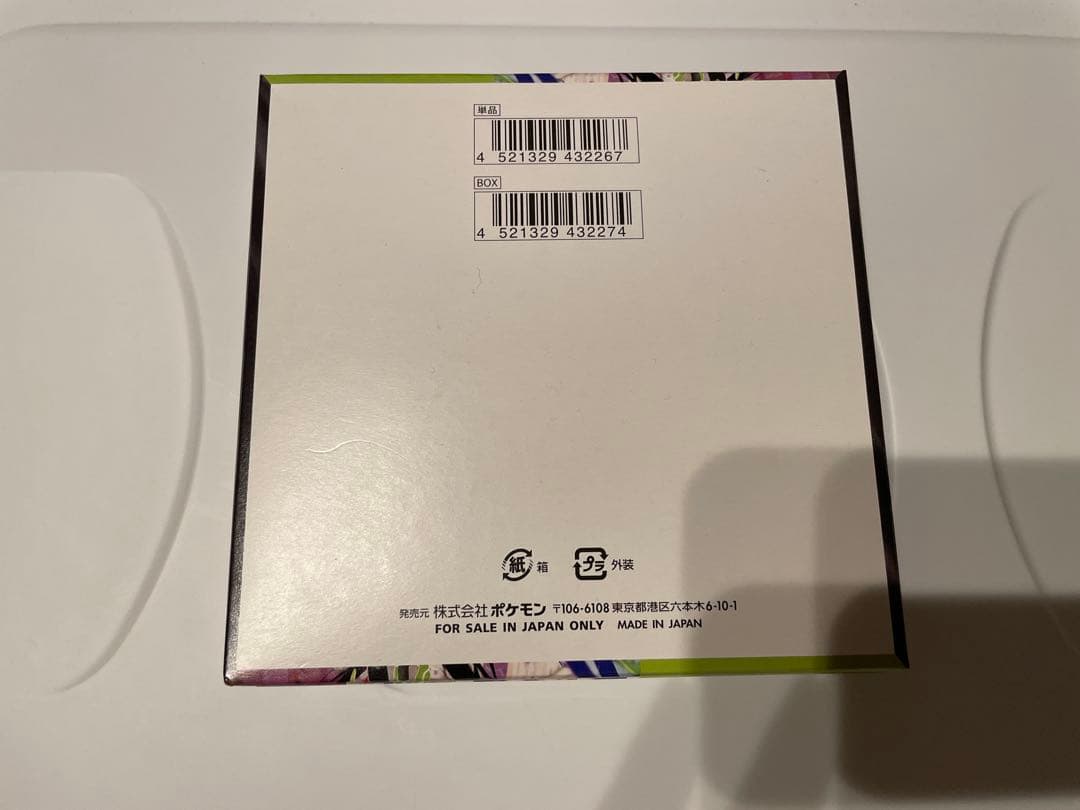 単品
4 521329 432267
BOX
4 521329 432274
紙 箱 プラ 外装
発売元 株式会社ポケモン 〒106-6108 東京都港区六本木6-10-1
FOR SALE IN JAPAN ONLY MADE IN JAPAN